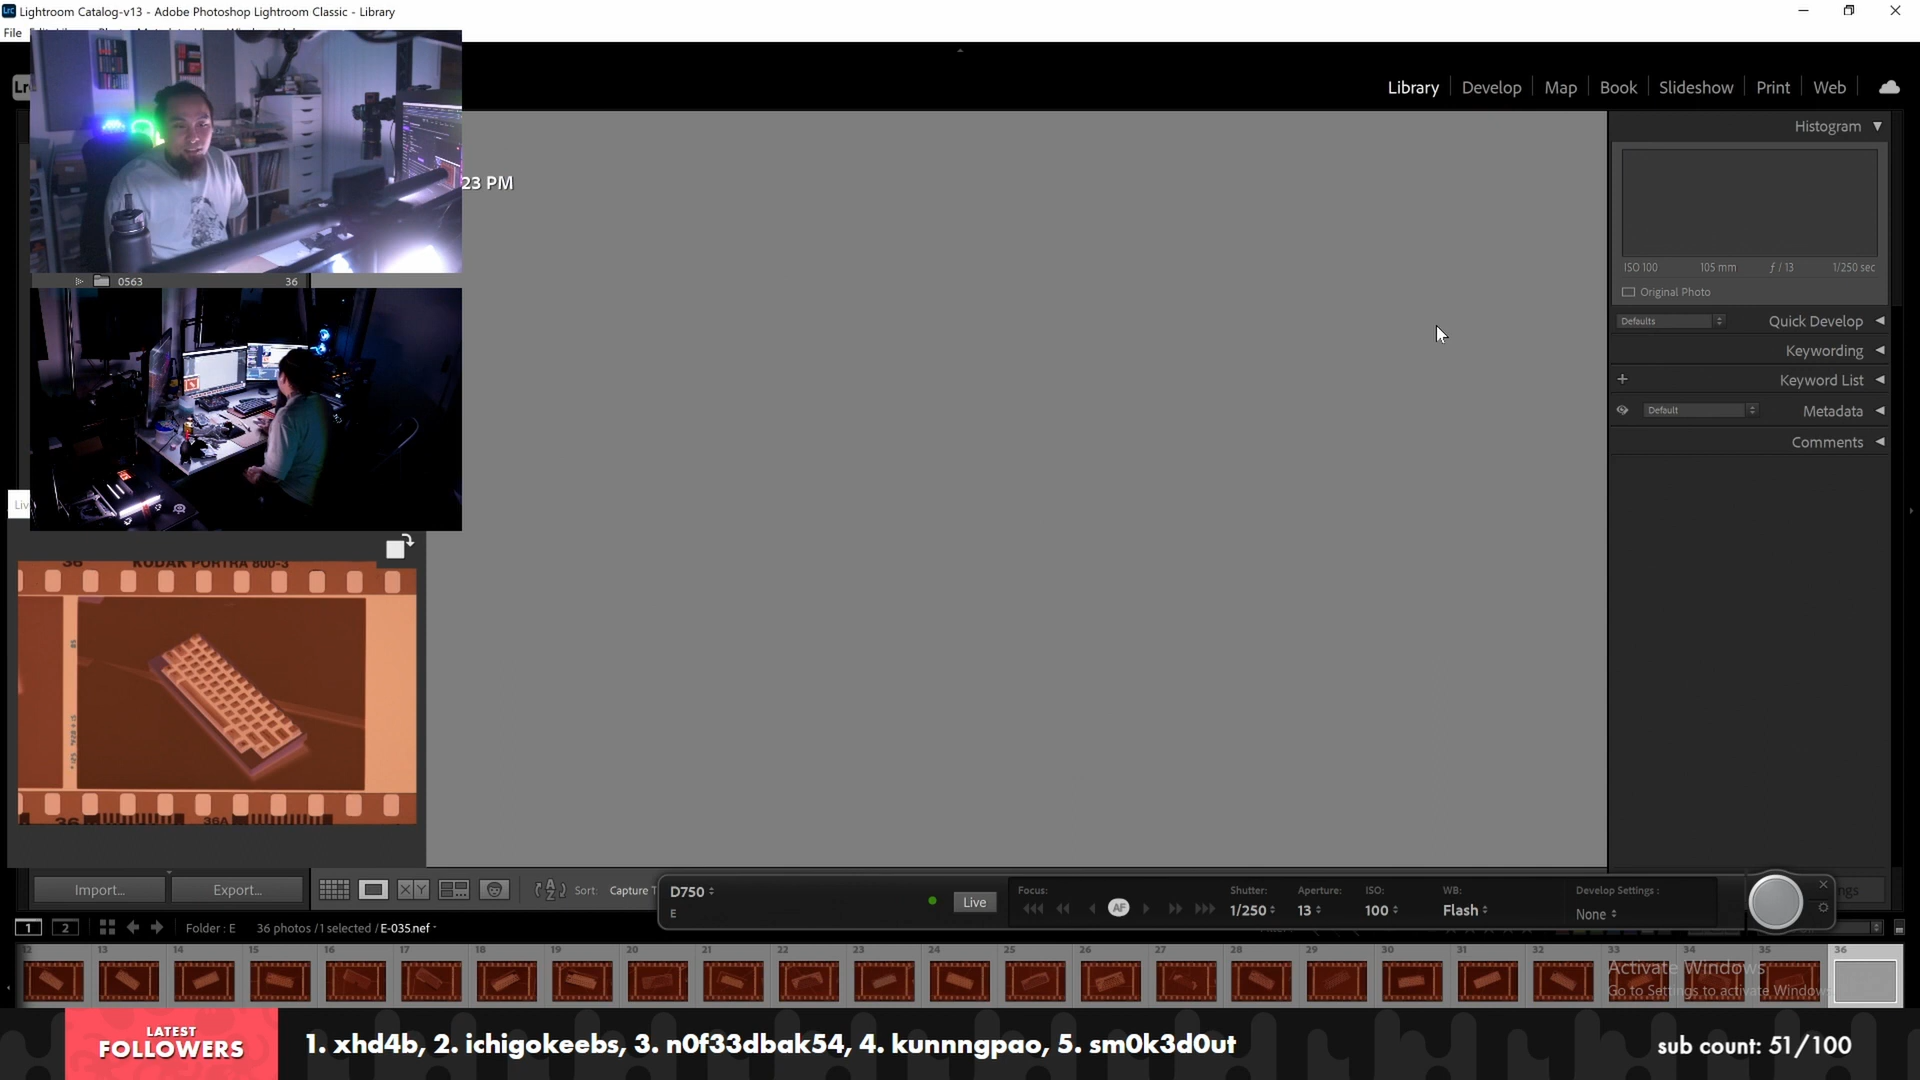 Lightroom Catalog-v13 - Adobe Photoshop Lightroom Classic - Library
File
Library Develop Map Book Slideshow Print Web
Histogram
23 PM
ISO 100 105 mm ƒ / 13 1/250 sec
0563 36
Original Photo
Defaults Quick Develop
Keywording
+ Keyword List
Default Metadata
Comments
Liv
36 KODAK PORTRA 800-3
36 36A
Import... Export... XY Sort: Capture T
D750
E
Live
Focus: Shutter: Aperture: ISO: WB: Develop Settings :
AF 1/250 13 100 Flash None
1 2 Folder : E 36 photos / 1 selected / E-035.nef
12 13 14 15 16 17 18 19 20 21 22 23 24 25 26 27 28 29 30 31 32 33 34 35 36
Activate Windows
Go to Settings to activate Windows
LATEST
FOLLOWERS
1. xhd4b, 2. ichigokeebs, 3. n0f33dbak54, 4. kunnngpao, 5. sm0k3d0ut
sub count: 51/100